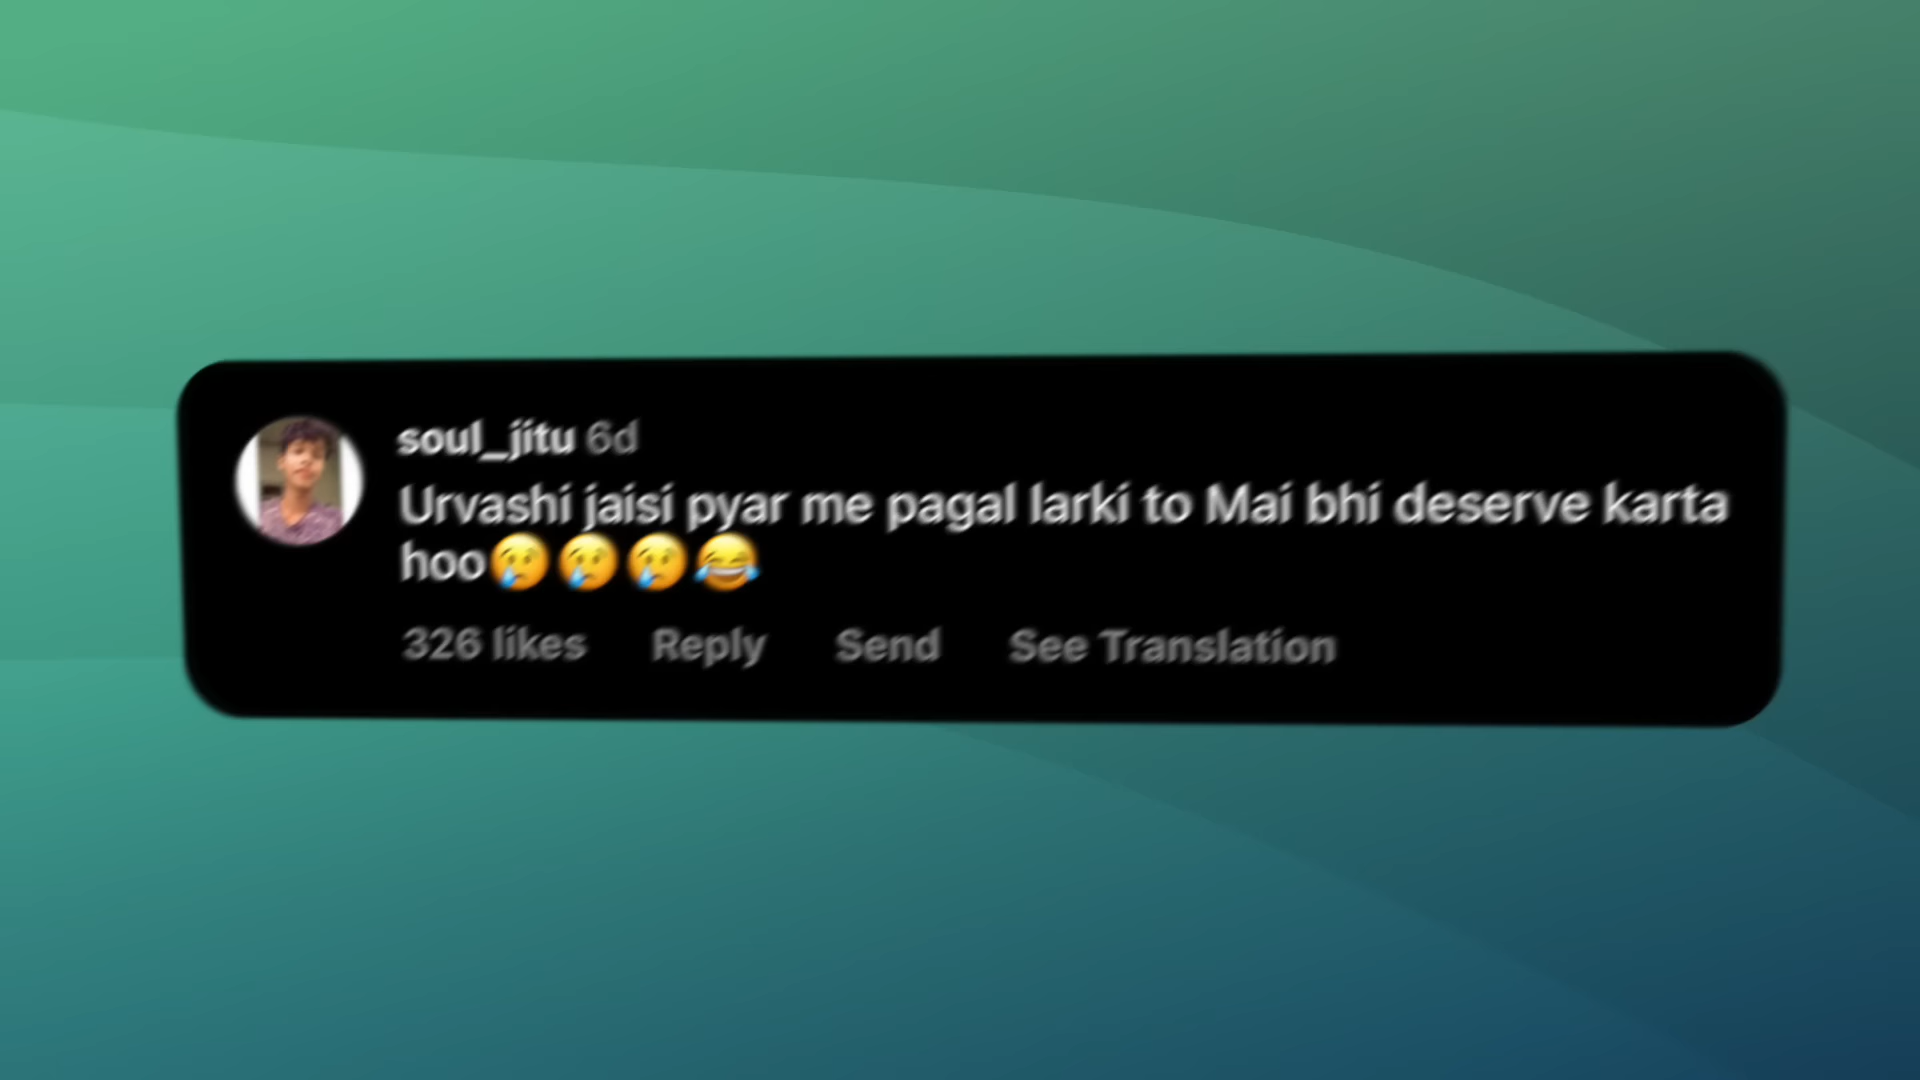 soul_jitu 6d
Urvashi jaisi pyar me pagal larki to Mai bhi deserve karta
hoo😢😢😢😂
326 likes Reply Send See Translation